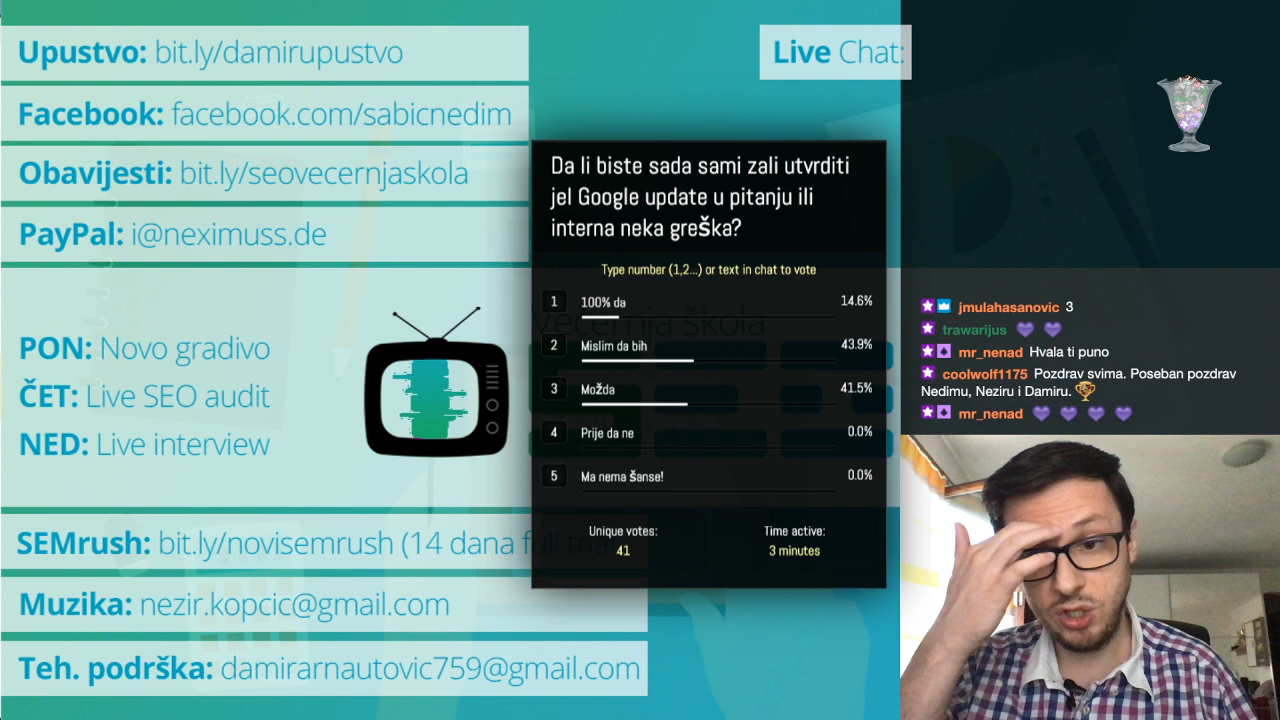 Upustvo: bit.ly/damirupustvo
Facebook: facebook.com/sabicnedim
Obavijesti: bit.ly/seovecernjaskola
PayPal: i@neximuss.de
PON: Novo gradivo
ČET: Live SEO audit
NED: Live interview
SEMrush: bit.ly/novisemrush (14 dana full trial
Muzika: nezir.kopcic@gmail.com
Teh. podrška: damirarnautovic759@gmail.com
Live Chat:
Večernja škola
Da li biste sada sami zali utvrditi
jel Google update u pitanju ili
interna neka greška?
Type number (1,2...) or text in chat to vote
1 100% da 14.6%
2 Mislim da bih 43.9%
3 Možda 41.5%
4 Prije da ne 0.0%
5 Ma nema šanse! 0.0%
Unique votes: Time active:
41 3 minutes
jmulahasanovic 3
trawarijus
mr_nenad Hvala ti puno
coolwolf1175 Pozdrav svima. Poseban pozdrav
Nedimu, Neziru i Damiru.
mr_nenad